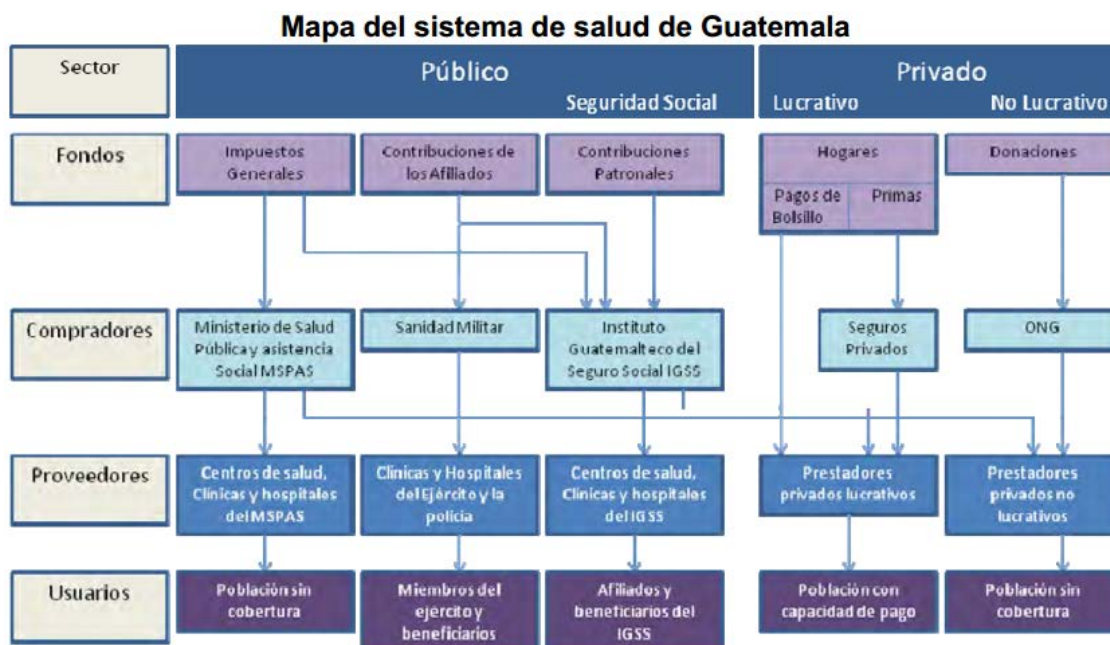 Mapa del sistema de salud de Guatemala
Sector
Público
Privado
Seguridad Social
Lucrativo
No Lucrativo
Fondos
Impuestos
Generales
Contribuciones de
los Afiliados
Contribuciones
Patronales
Hogares
Donaciones
Pagos de
Bolsillo
Primas
Compradores
Ministerio de Salud
Pública y asistencia
Social MSPAS
Sanidad Militar
Instituto
Guatemalteco del
Seguro Social IGSS
Seguros
Privados
ONG
Proveedores
Centros de salud,
Clínicas y hospitales
del MSPAS
Clínicas y Hospitales
del Ejército y la
policía
Centros de salud,
Clínicas y hospitales
del IGSS
Prestadores
privados lucrativos
Prestadores
privados no
lucrativos
Usuarios
Población sin
cobertura
Miembros del
ejército y
beneficiarios
Afiliados y
beneficiarios del
IGSS
Población con
capacidad de pago
Población sin
cobertura